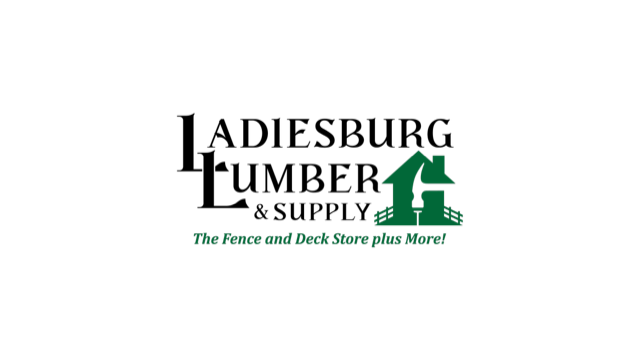 LADIESBURG
LUMBER
& SUPPLY
The Fence and Deck Store plus More!